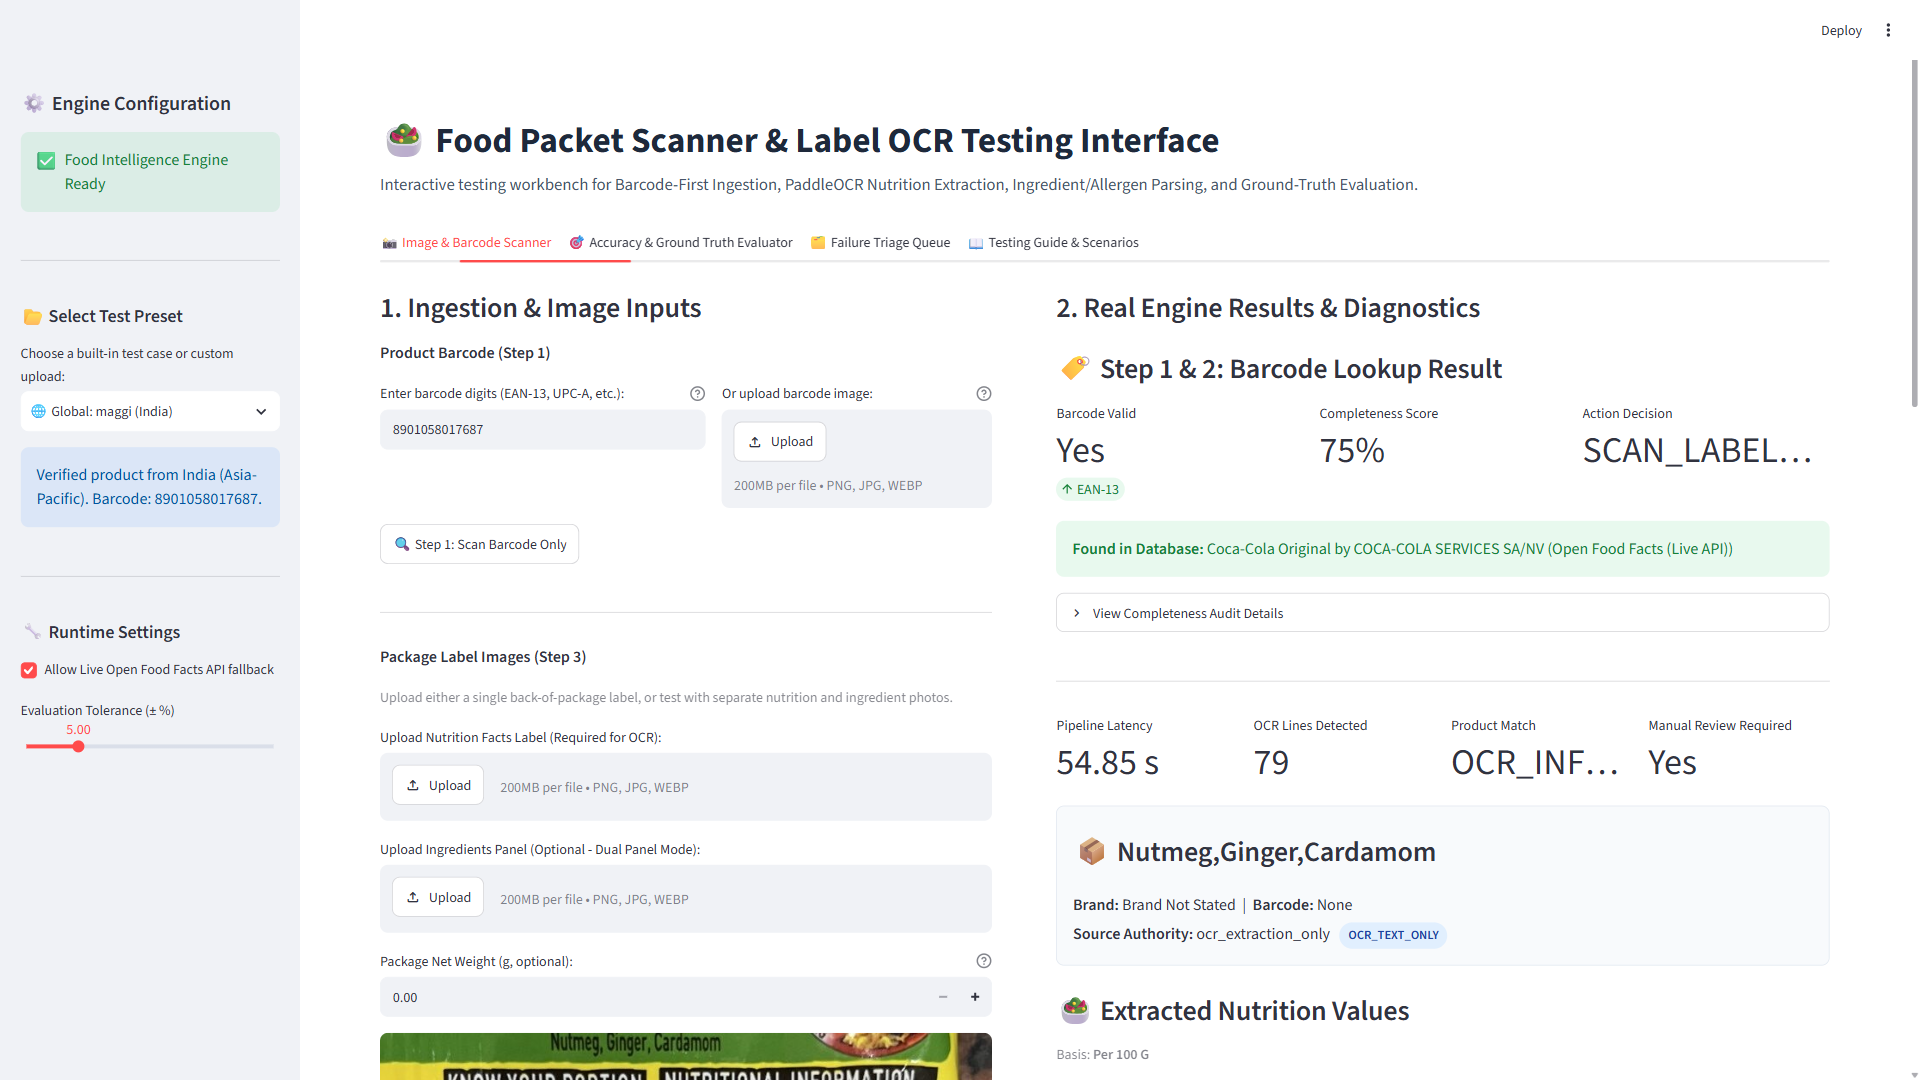 Deploy
Engine Configuration
Food Intelligence Engine
Ready
Select Test Preset
Choose a built-in test case or custom
upload:
Global: maggi (India)
Verified product from India (Asia-
Pacific). Barcode: 8901058017687.
Runtime Settings
Allow Live Open Food Facts API fallback
Evaluation Tolerance (± %)
5.00
Food Packet Scanner & Label OCR Testing Interface
Interactive testing workbench for Barcode-First Ingestion, PaddleOCR Nutrition Extraction, Ingredient/Allergen Parsing, and Ground-Truth Evaluation.
Image & Barcode Scanner
Accuracy & Ground Truth Evaluator
Failure Triage Queue
Testing Guide & Scenarios
1. Ingestion & Image Inputs
Product Barcode (Step 1)
Enter barcode digits (EAN-13, UPC-A, etc.):
8901058017687
Or upload barcode image:
Upload
200MB per file • PNG, JPG, WEBP
Step 1: Scan Barcode Only
Package Label Images (Step 3)
Upload either a single back-of-package label, or test with separate nutrition and ingredient photos.
Upload Nutrition Facts Label (Required for OCR):
Upload
200MB per file • PNG, JPG, WEBP
Upload Ingredients Panel (Optional - Dual Panel Mode):
Upload
200MB per file • PNG, JPG, WEBP
Package Net Weight (g, optional):
0.00
Nutmeg, Ginger, Cardamom
KNOW YOUR PORTION
NUTRITIONAL INFORMATION
2. Real Engine Results & Diagnostics
Step 1 & 2: Barcode Lookup Result
Barcode Valid
Yes
↑ EAN-13
Completeness Score
75%
Action Decision
SCAN_LABEL...
Found in Database: Coca-Cola Original by COCA-COLA SERVICES SA/NV (Open Food Facts (Live API))
View Completeness Audit Details
Pipeline Latency
54.85 s
OCR Lines Detected
79
Product Match
OCR_INF...
Manual Review Required
Yes
Nutmeg,Ginger,Cardamom
Brand: Brand Not Stated | Barcode: None
Source Authority: ocr_extraction_only OCR_TEXT_ONLY
Extracted Nutrition Values
Basis: Per 100 G